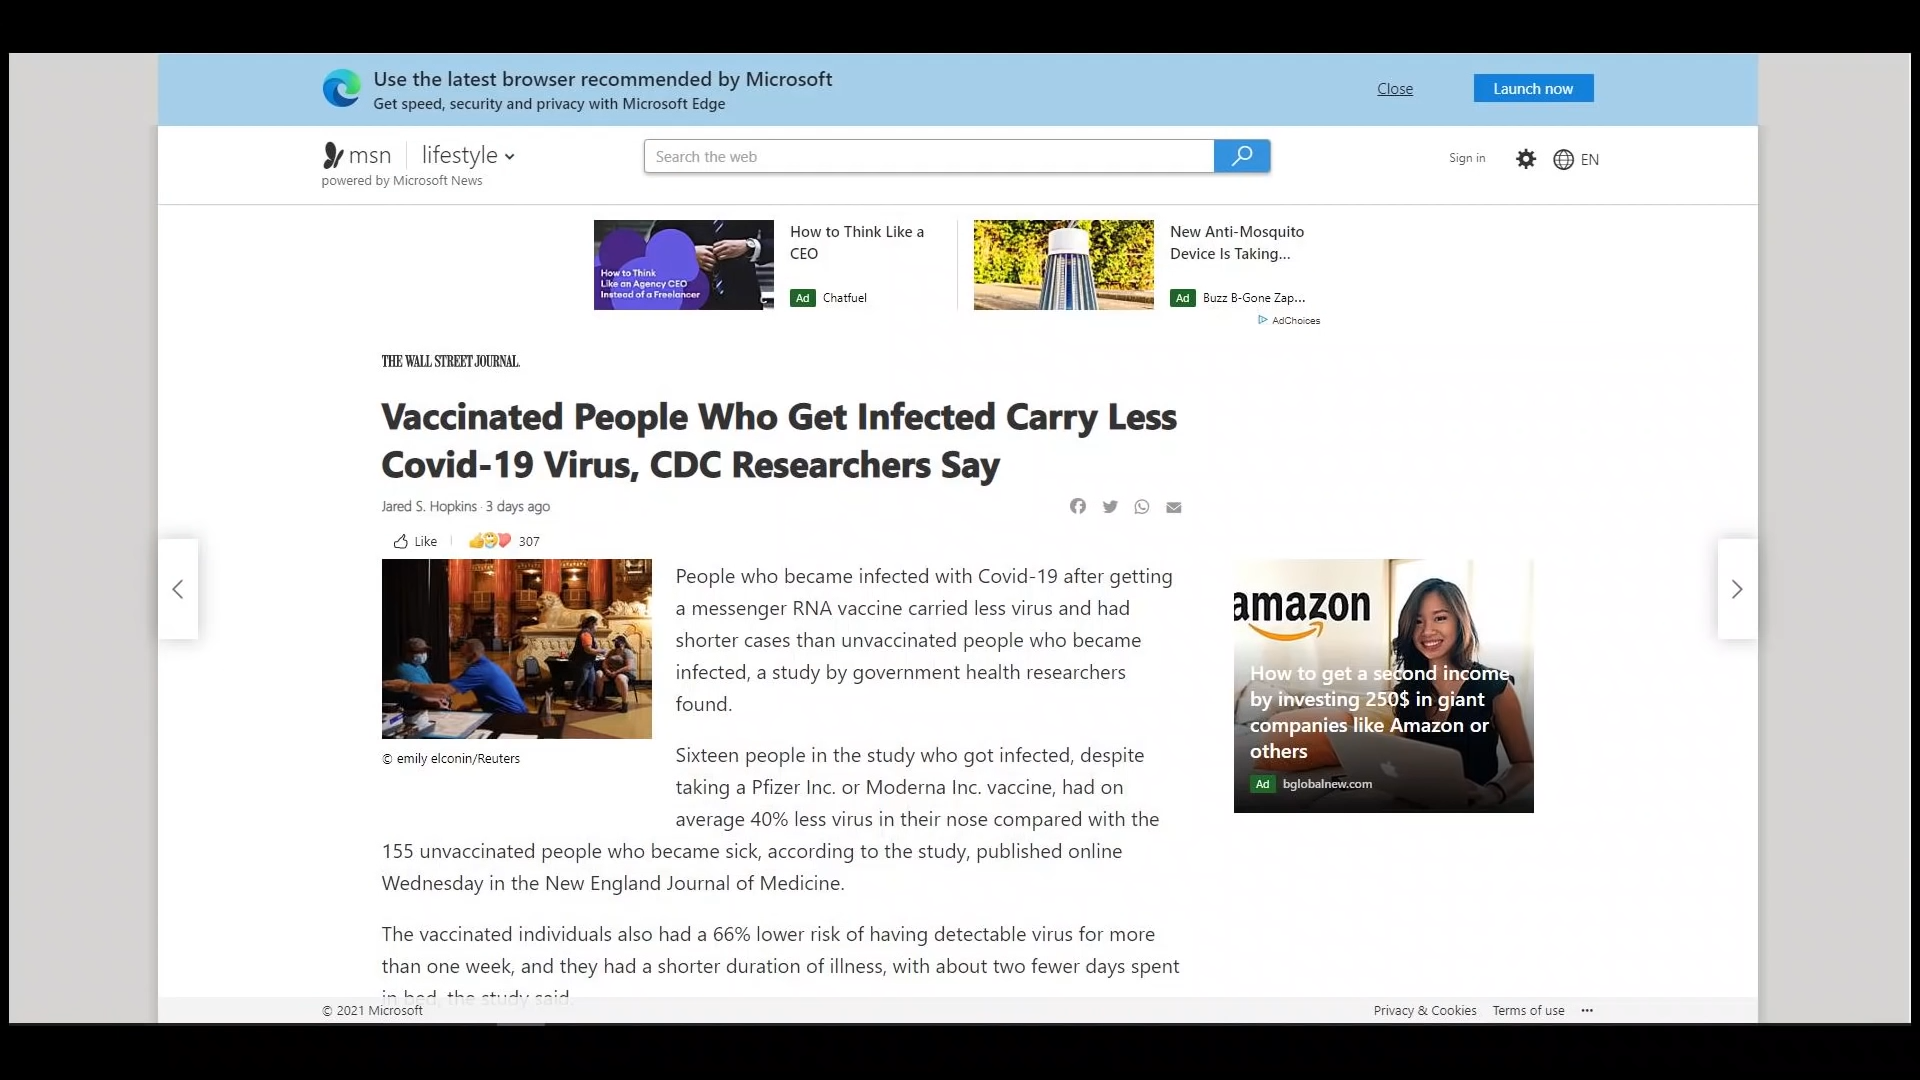 Use the latest browser recommended by Microsoft
Get speed, security and privacy with Microsoft Edge
Close
Launch now
msn
lifestyle
powered by Microsoft News
Search the web
Sign in
EN
How to Think
Like an Agency CEO
Instead of a Freelancer
How to Think Like a
CEO
Ad Chatfuel
New Anti-Mosquito
Device Is Taking...
Ad Buzz B-Gone Zap...
AdChoices
THE WALL STREET JOURNAL.
Vaccinated People Who Get Infected Carry Less
Covid-19 Virus, CDC Researchers Say
Jared S. Hopkins · 3 days ago
Like
307
© emily elconin/Reuters
People who became infected with Covid-19 after getting
a messenger RNA vaccine carried less virus and had
shorter cases than unvaccinated people who became
infected, a study by government health researchers
found.
Sixteen people in the study who got infected, despite
taking a Pfizer Inc. or Moderna Inc. vaccine, had on
average 40% less virus in their nose compared with the
155 unvaccinated people who became sick, according to the study, published online
Wednesday in the New England Journal of Medicine.
The vaccinated individuals also had a 66% lower risk of having detectable virus for more
than one week, and they had a shorter duration of illness, with about two fewer days spent
in bed, the study said.
amazon
How to get a second income
by investing 250$ in giant
companies like Amazon or
others
Ad bglobalnew.com
© 2021 Microsoft
Privacy & Cookies
Terms of use
...